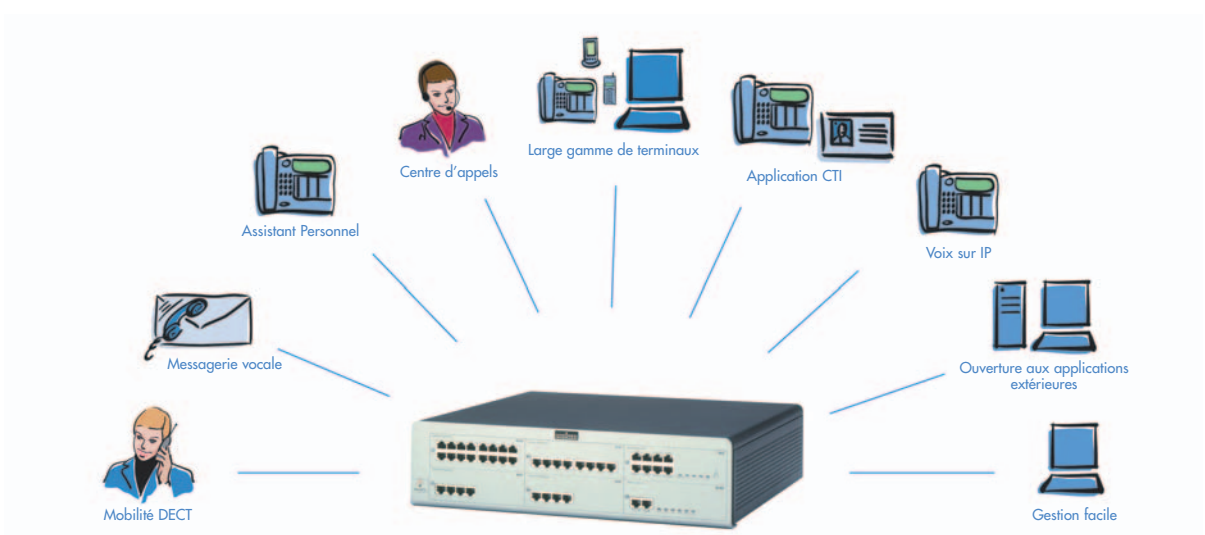 Large gamme de terminaux
Centre d'appels
Application CTI
Assistant Personnel
Voix sur IP
Messagerie vocale
Ouverture aux applications
extérieures
Mobilité DECT
Gestion facile